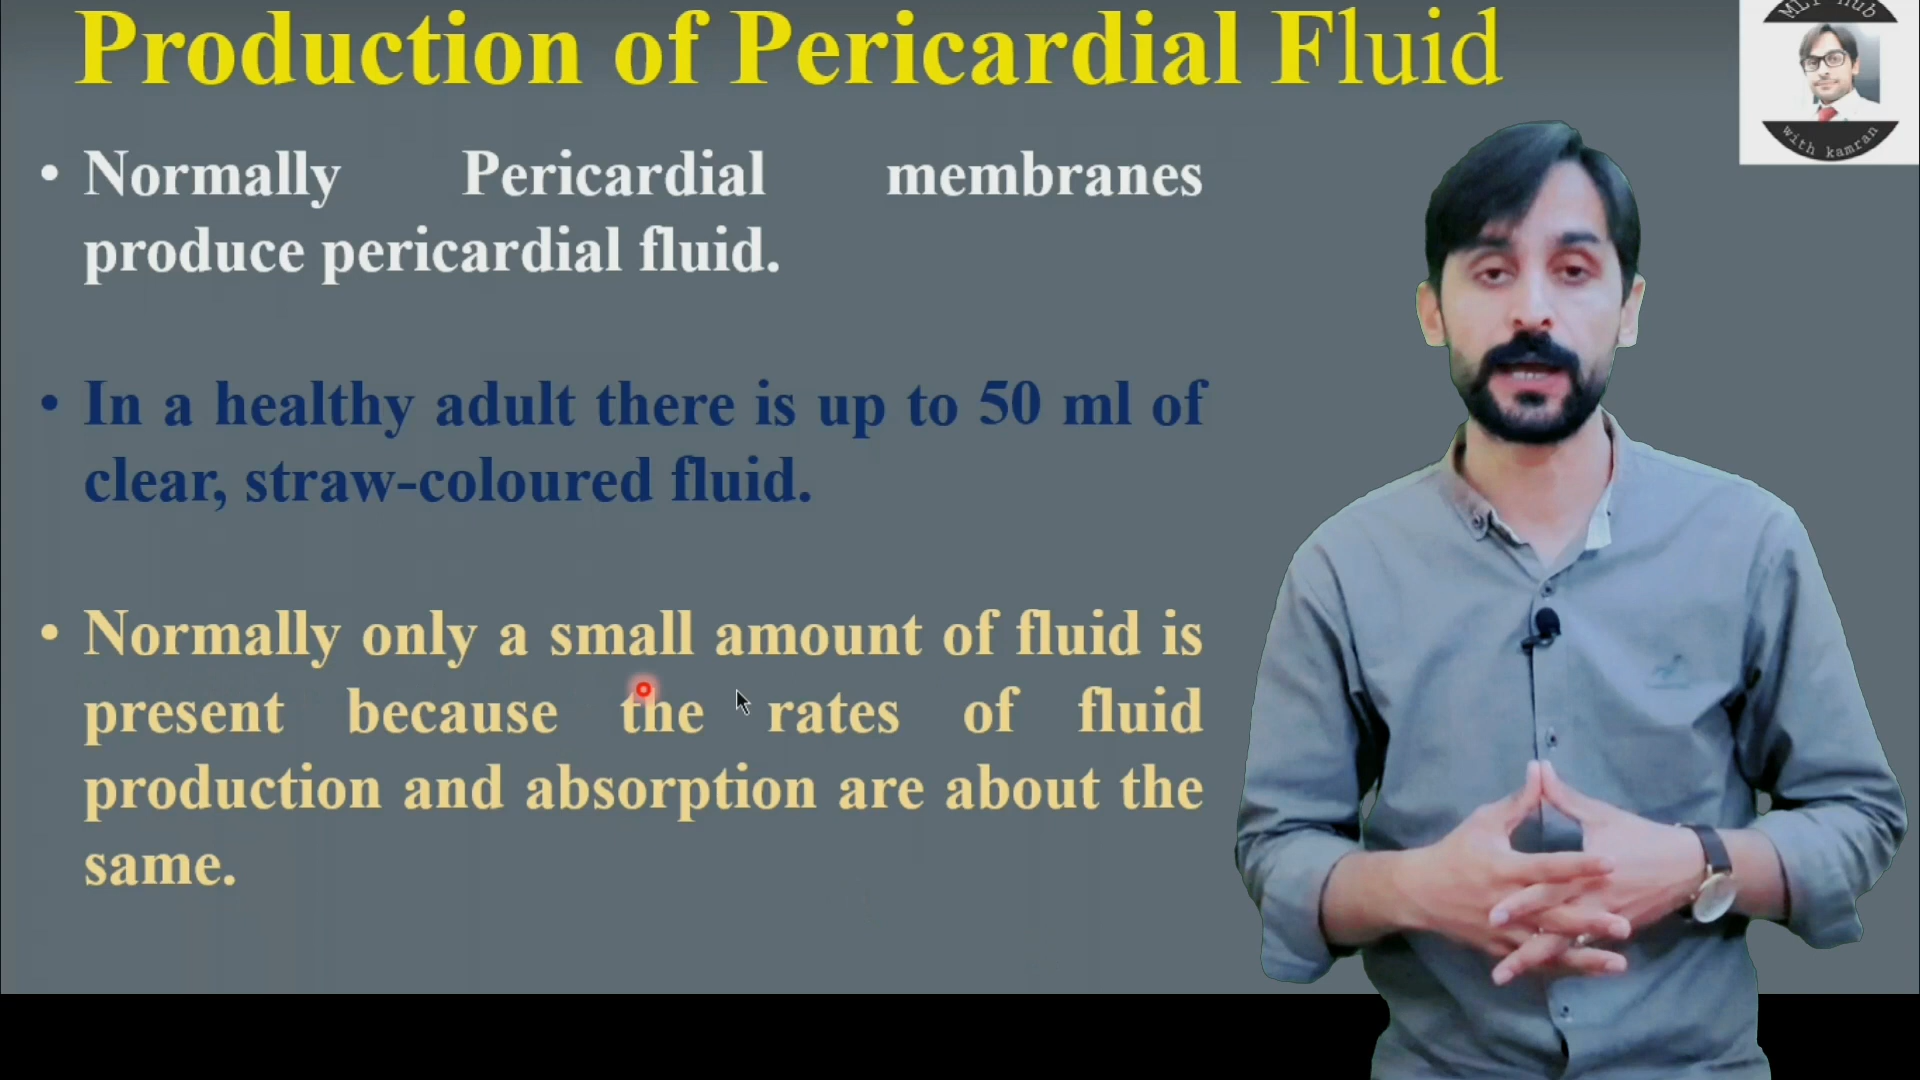 Production of Pericardial Fluid
• Normally Pericardial membranes
produce pericardial fluid.
• In a healthy adult there is up to 50 ml of
clear, straw-coloured fluid.
• Normally only a small amount of fluid is
present because the rates of fluid
production and absorption are about the
same.
MLT hub
with kamran